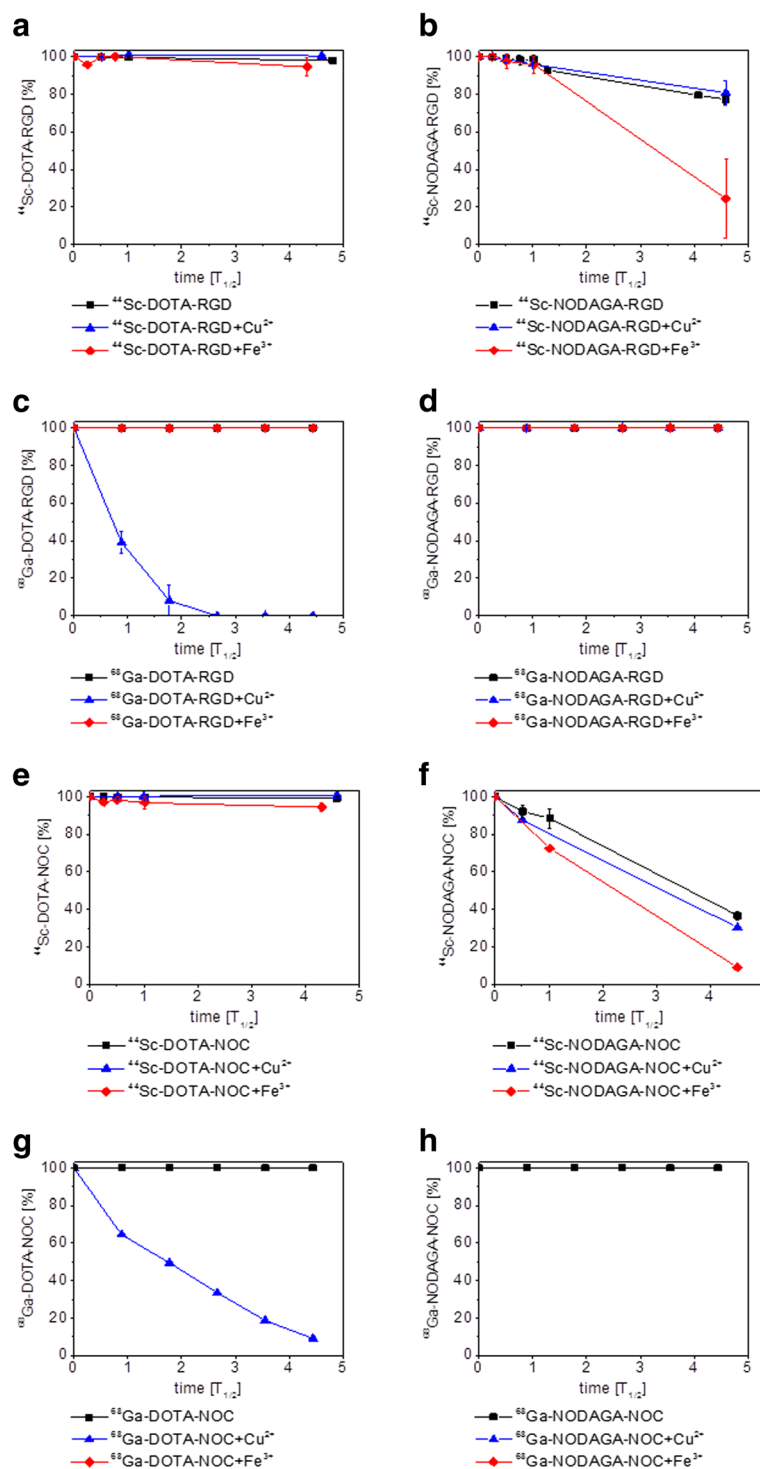 a
⁴⁴Sc-DOTA-RGD [%]
100
80
60
40
20
0
0 1 2 3 4 5
time [T1/2]
⁴⁴Sc-DOTA-RGD
⁴⁴Sc-DOTA-RGD+Cu²⁺
⁴⁴Sc-DOTA-RGD+Fe³⁺
b
⁴⁴Sc-NODAGA-RGD [%]
100
80
60
40
20
0
0 1 2 3 4 5
time [T1/2]
⁴⁴Sc-NODAGA-RGD
⁴⁴Sc-NODAGA-RGD+Cu²⁺
⁴⁴Sc-NODAGA-RGD+Fe³⁺
c
⁶⁸Ga-DOTA-RGD [%]
100
80
60
40
20
0
0 1 2 3 4 5
time [T1/2]
⁶⁸Ga-DOTA-RGD
⁶⁸Ga-DOTA-RGD+Cu²⁺
⁶⁸Ga-DOTA-RGD+Fe³⁺
d
⁶⁸Ga-NODAGA-RGD [%]
100
80
60
40
20
0
0 1 2 3 4 5
time [T1/2]
⁶⁸Ga-NODAGA-RGD
⁶⁸Ga-NODAGA-RGD+Cu²⁺
⁶⁸Ga-NODAGA-RGD+Fe³⁺
e
⁴⁴Sc-DOTA-NOC [%]
100
80
60
40
20
0
0 1 2 3 4 5
time [T1/2]
⁴⁴Sc-DOTA-NOC
⁴⁴Sc-DOTA-NOC+Cu²⁺
⁴⁴Sc-DOTA-NOC+Fe³⁺
f
⁴⁴Sc-NODAGA-NOC [%]
100
80
60
40
20
0
0 1 2 3 4
time [T1/2]
⁴⁴Sc-NODAGA-NOC
⁴⁴Sc-NODAGA-NOC+Cu²⁺
⁴⁴Sc-NODAGA-NOC+Fe³⁺
g
⁶⁸Ga-DOTA-NOC [%]
100
80
60
40
20
0
0 1 2 3 4 5
time [T1/2]
⁶⁸Ga-DOTA-NOC
⁶⁸Ga-DOTA-NOC+Cu²⁺
⁶⁸Ga-DOTA-NOC+Fe³⁺
h
⁶⁸Ga-NODAGA-NOC [%]
100
80
60
40
20
0
0 1 2 3 4 5
time [T1/2]
⁶⁸Ga-NODAGA-NOC
⁶⁸Ga-NODAGA-NOC+Cu²⁺
⁶⁸Ga-NODAGA-NOC+Fe³⁺